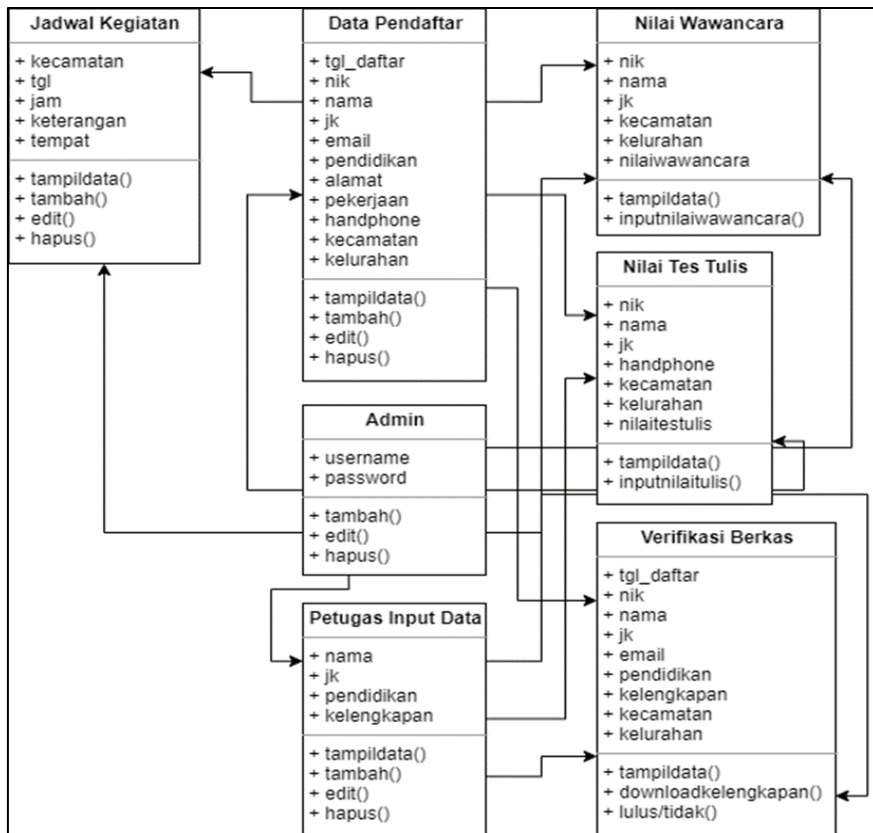 Jadwal Kegiatan
+ kecamatan
+ tgl
+ jam
+ keterangan
+ tempat
+ tampildata()
+ tambah()
+ edit()
+ hapus()
Data Pendaftar
+ tgl_daftar
+ nik
+ nama
+ jk
+ email
+ pendidikan
+ alamat
+ pekerjaan
+ handphone
+ kecamatan
+ kelurahan
+ tampildata()
+ tambah()
+ edit()
+ hapus()
Nilai Wawancara
+ nik
+ nama
+ jk
+ kecamatan
+ kelurahan
+ nilaiwawancara
+ tampildata()
+ inputnilaiwawancara()
Nilai Tes Tulis
+ nik
+ nama
+ jk
+ handphone
+ kecamatan
+ kelurahan
+ nilaitestulis
+ tampildata()
+ inputnilaitulis()
Admin
+ username
+ password
+ tambah()
+ edit()
+ hapus()
Petugas Input Data
+ nama
+ jk
+ pendidikan
+ kelengkapan
+ tampildata()
+ tambah()
+ edit()
+ hapus()
Verifikasi Berkas
+ tgl_daftar
+ nik
+ nama
+ jk
+ email
+ pendidikan
+ kelengkapan
+ kecamatan
+ kelurahan
+ tampildata()
+ downloadkelengkapan()
+ lulus/tidak()